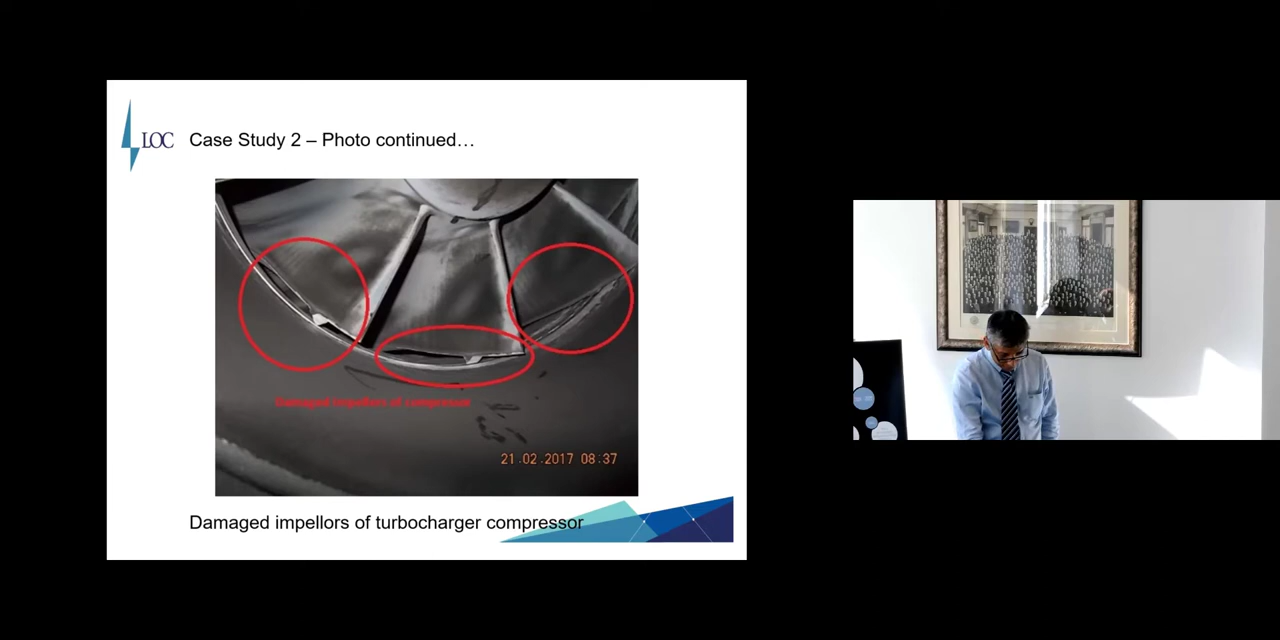 LOC
Case Study 2 – Photo continued…
Damaged impellors of compressor
21.02.2017 08:37
Damaged impellors of turbocharger compressor